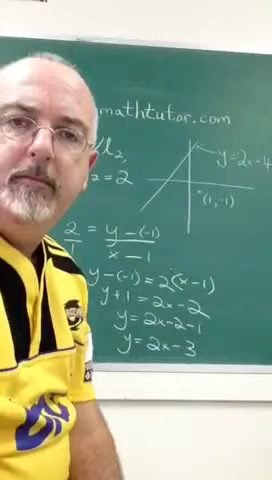 mathtutor.com
l₂,
₂ = 2
y = 2x - 4
(1, -1)
2/1 = y - (-1) / x - 1
y - (-1) = 2(x - 1)
y + 1 = 2x - 2
y = 2x - 2 - 1
y = 2x - 3